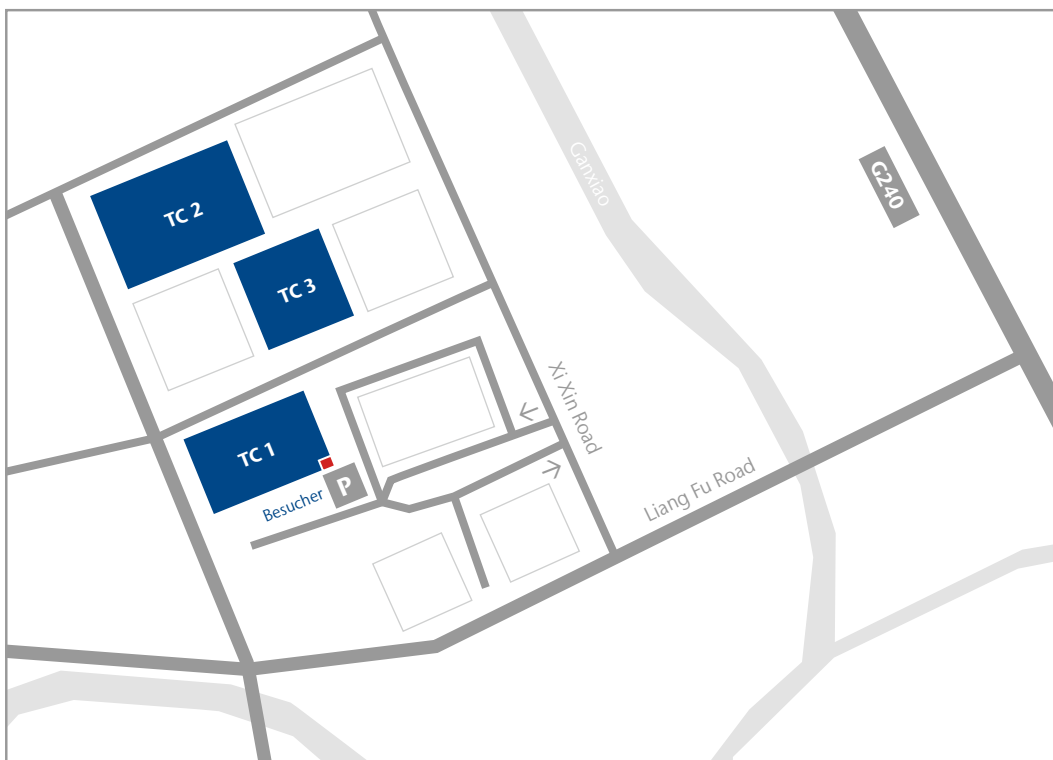 Ganxiao
G240
TC 2
TC 3
Xi Xin Road
TC 1
P
Besucher
Liang Fu Road